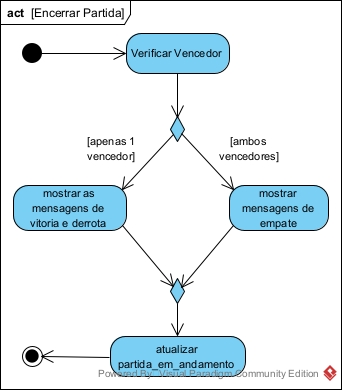 act [Encerrar Partida]
Verificar Vencedor
[apenas 1
vencedor]
[ambos
vencedores]
mostrar as
mensagens de
vitoria e derrota
mostrar
mensagens de
empate
atualizar
partida_em_andamento
Powered By Visual Paradigm Community Edition